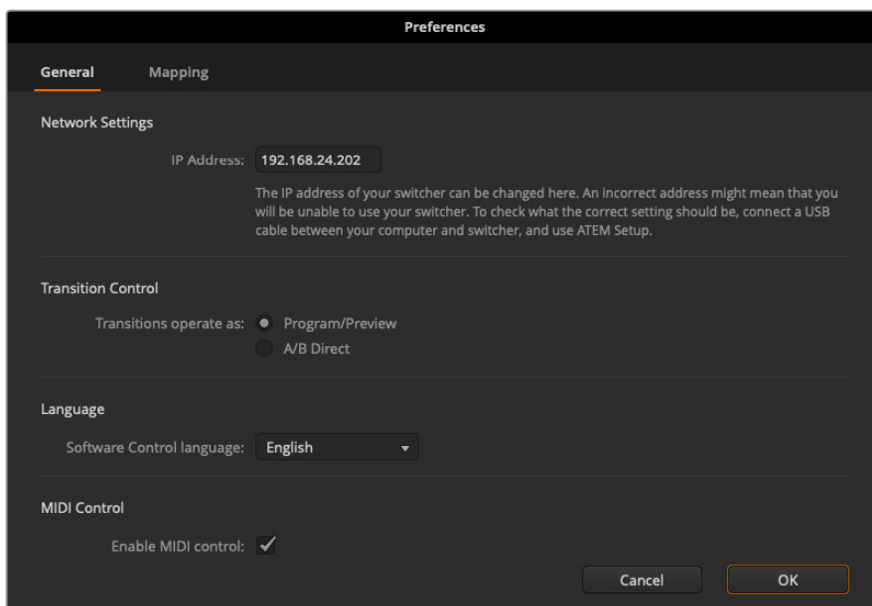 Preferences
General Mapping
Network Settings
IP Address: 192.168.24.202
The IP address of your switcher can be changed here. An incorrect address might mean that you
will be unable to use your switcher. To check what the correct setting should be, connect a USB
cable between your computer and switcher, and use ATEM Setup.
Transition Control
Transitions operate as: Program/Preview
A/B Direct
Language
Software Control language: English
MIDI Control
Enable MIDI control:
Cancel OK